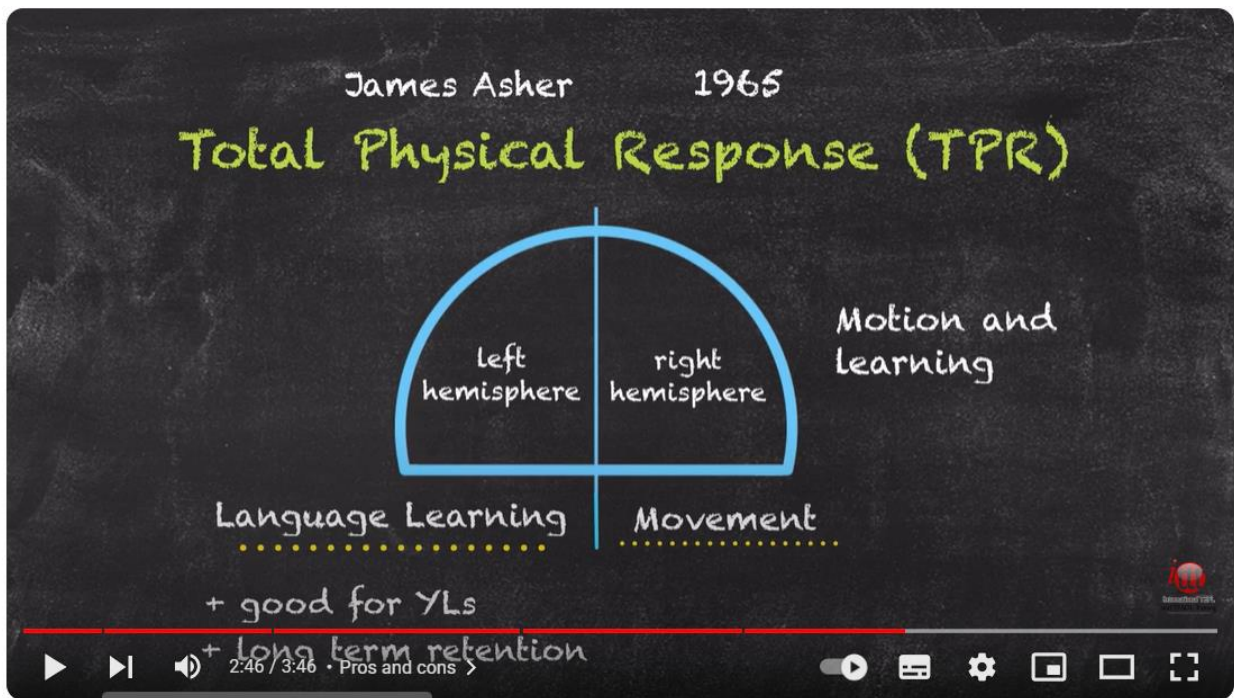 James Asher 1965
Total Physical Response (TPR)
left
hemisphere
right
hemisphere
Motion and
learning
Language Learning
Movement
+ good for YLs
+ long term retention
2:46 / 3:46 • Pros and cons >